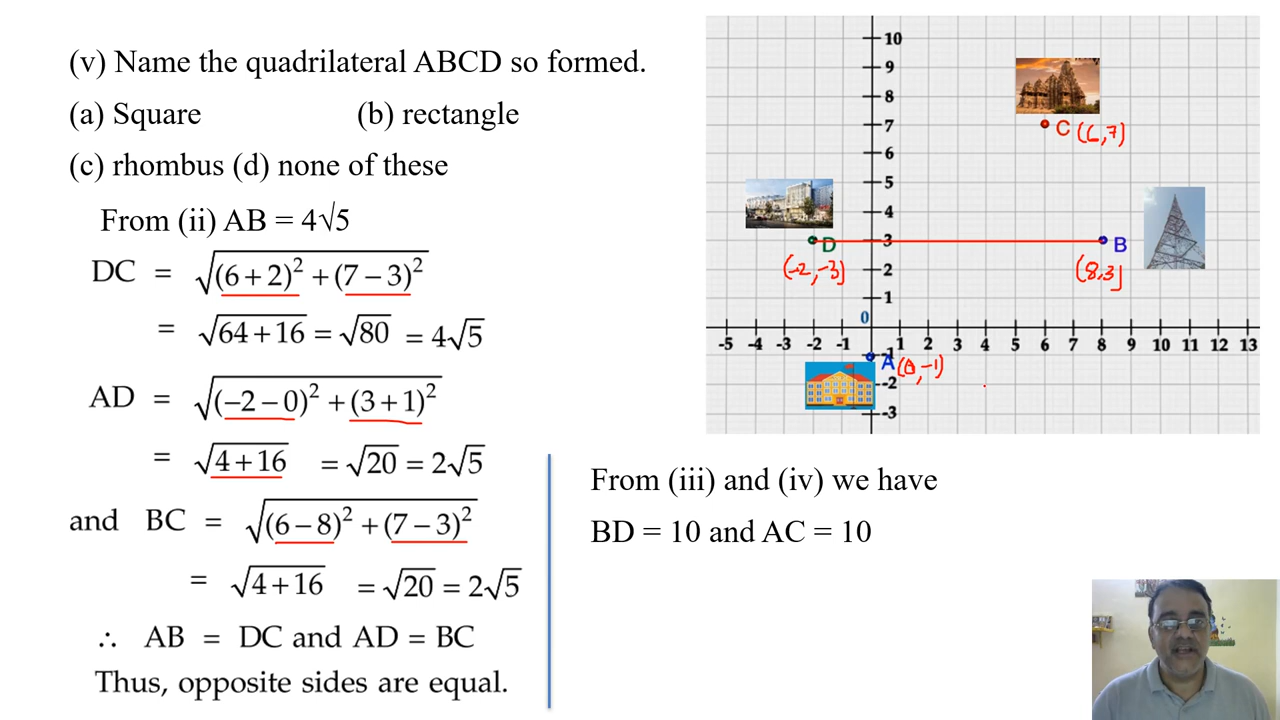 (v) Name the quadrilateral ABCD so formed.
(a) Square (b) rectangle
(c) rhombus (d) none of these
From (ii) AB = 4√5
DC = √((6 + 2)² + (7 − 3)²)
= √(64 + 16) = √80 = 4√5
AD = √((−2 − 0)² + (3 + 1)²)
= √(4 + 16) = √20 = 2√5
and BC = √((6 − 8)² + (7 − 3)²)
= √(4 + 16) = √20 = 2√5
∴ AB = DC and AD = BC
Thus, opposite sides are equal.
10
9
8
7
C (6,7)
6
5
4
D 3 B
(-2,-3) 2 (8,3)
1
0
-5 -4 -3 -2 -1 1 2 3 4 5 6 7 8 9 10 11 12 13
-1
A (0,-1)
-2
-3
From (iii) and (iv) we have
BD = 10 and AC = 10